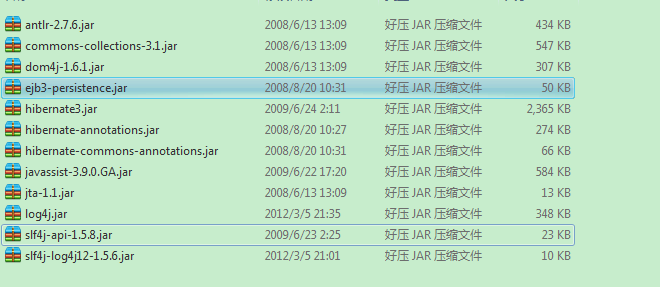 antlr-2.7.6.jar 2008/6/13 13:09 好压 JAR 压缩文件 434 KB
commons-collections-3.1.jar 2008/6/13 13:09 好压 JAR 压缩文件 547 KB
dom4j-1.6.1.jar 2008/6/13 13:09 好压 JAR 压缩文件 307 KB
ejb3-persistence.jar 2008/8/20 10:31 好压 JAR 压缩文件 50 KB
hibernate3.jar 2009/6/24 2:11 好压 JAR 压缩文件 2,365 KB
hibernate-annotations.jar 2008/8/20 10:27 好压 JAR 压缩文件 274 KB
hibernate-commons-annotations.jar 2008/8/20 10:31 好压 JAR 压缩文件 66 KB
javassist-3.9.0.GA.jar 2009/6/22 17:20 好压 JAR 压缩文件 584 KB
jta-1.1.jar 2008/6/13 13:09 好压 JAR 压缩文件 13 KB
log4j.jar 2012/3/5 21:35 好压 JAR 压缩文件 348 KB
slf4j-api-1.5.8.jar 2009/6/23 2:25 好压 JAR 压缩文件 23 KB
slf4j-log4j12-1.5.6.jar 2012/3/5 21:01 好压 JAR 压缩文件 10 KB